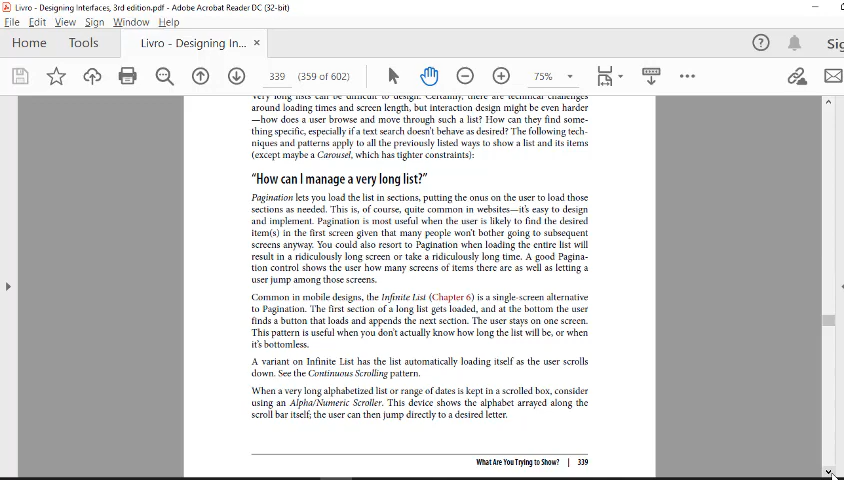 Livro - Designing Interfaces, 3rd edition.pdf - Adobe Acrobat Reader DC (32-bit)
File Edit View Sign Window Help
Home Tools Livro - Designing In... × ?
339 (359 of 602) 75%
very long lists can be difficult to design. Certainly, there are technical challenges
around loading times and screen length, but interaction design might be even harder
—how does a user browse and move through such a list? How can they find some-
thing specific, especially if a text search doesn't behave as desired? The following tech-
niques and patterns apply to all the previously listed ways to show a list and its items
(except maybe a Carousel, which has tighter constraints):
“How can I manage a very long list?”
Pagination lets you load the list in sections, putting the onus on the user to load those
sections as needed. This is, of course, quite common in websites—it's easy to design
and implement. Pagination is most useful when the user is likely to find the desired
item(s) in the first screen given that many people won't bother going to subsequent
screens anyway. You could also resort to Pagination when loading the entire list will
result in a ridiculously long screen or take a ridiculously long time. A good Pagina-
tion control shows the user how many screens of items there are as well as letting a
user jump among those screens.
Common in mobile designs, the Infinite List (Chapter 6) is a single-screen alternative
to Pagination. The first section of a long list gets loaded, and at the bottom the user
finds a button that loads and appends the next section. The user stays on one screen.
This pattern is useful when you don't actually know how long the list will be, or when
it's bottomless.
A variant on Infinite List has the list automatically loading itself as the user scrolls
down. See the Continuous Scrolling pattern.
When a very long alphabetized list or range of dates is kept in a scrolled box, consider
using an Alpha/Numeric Scroller. This device shows the alphabet arrayed along the
scroll bar itself; the user can then jump directly to a desired letter.
What Are You Trying to Show? | 339